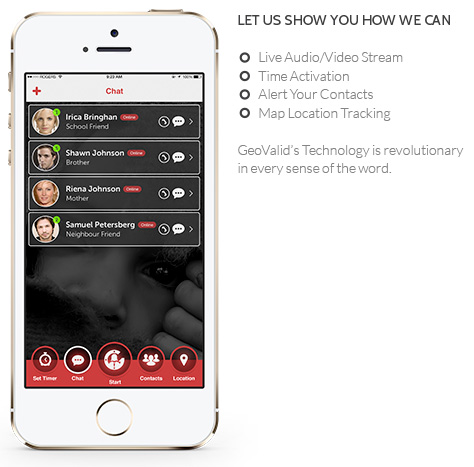 LET US SHOW YOU HOW WE CAN
Live Audio/Video Stream
Time Activation
Alert Your Contacts
Map Location Tracking
GeoValid's Technology is revolutionary
in every sense of the word.
ROGERS 9:23 AM 100%
+ Chat
Irica Bringhan Online
School Friend
Shawn Johnson Online
Brother
Riena Johnson Online
Mother
Samuel Petersberg Online
Neighbour Friend
Set Timer Chat Start Contacts Location